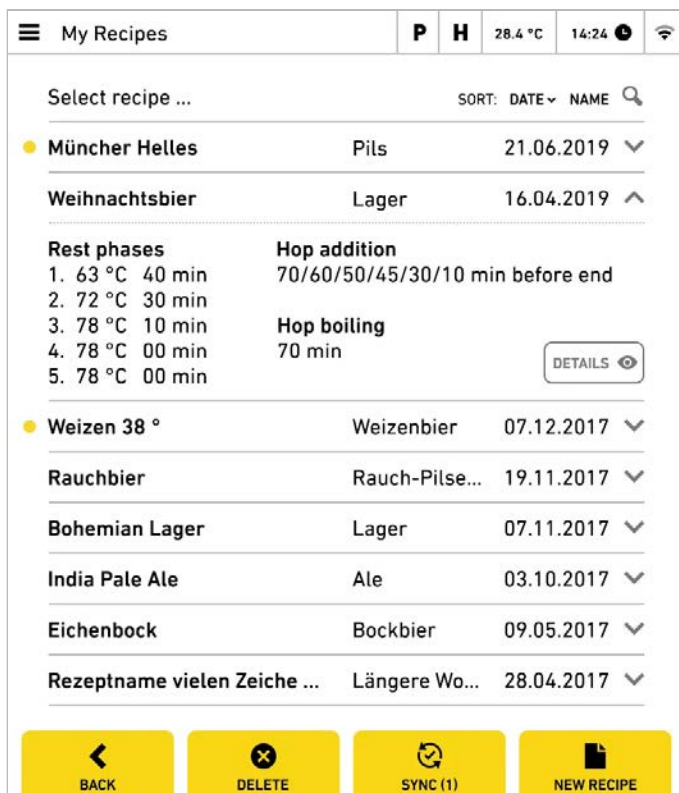 My Recipes P H 28.4 °C 14:24
Select recipe ... SORT: DATE NAME
Müncher Helles Pils 21.06.2019
Weihnachtsbier Lager 16.04.2019
Rest phases Hop addition
1. 63 °C 40 min 70/60/50/45/30/10 min before end
2. 72 °C 30 min
3. 78 °C 10 min Hop boiling
4. 78 °C 00 min 70 min
DETAILS
5. 78 °C 00 min
Weizen 38 ° Weizenbier 07.12.2017
Rauchbier Rauch-Pilse... 19.11.2017
Bohemian Lager Lager 07.11.2017
India Pale Ale Ale 03.10.2017
Eichenbock Bockbier 09.05.2017
Rezeptname vielen Zeiche ... Längere Wo... 28.04.2017
BACK DELETE SYNC (1) NEW RECIPE